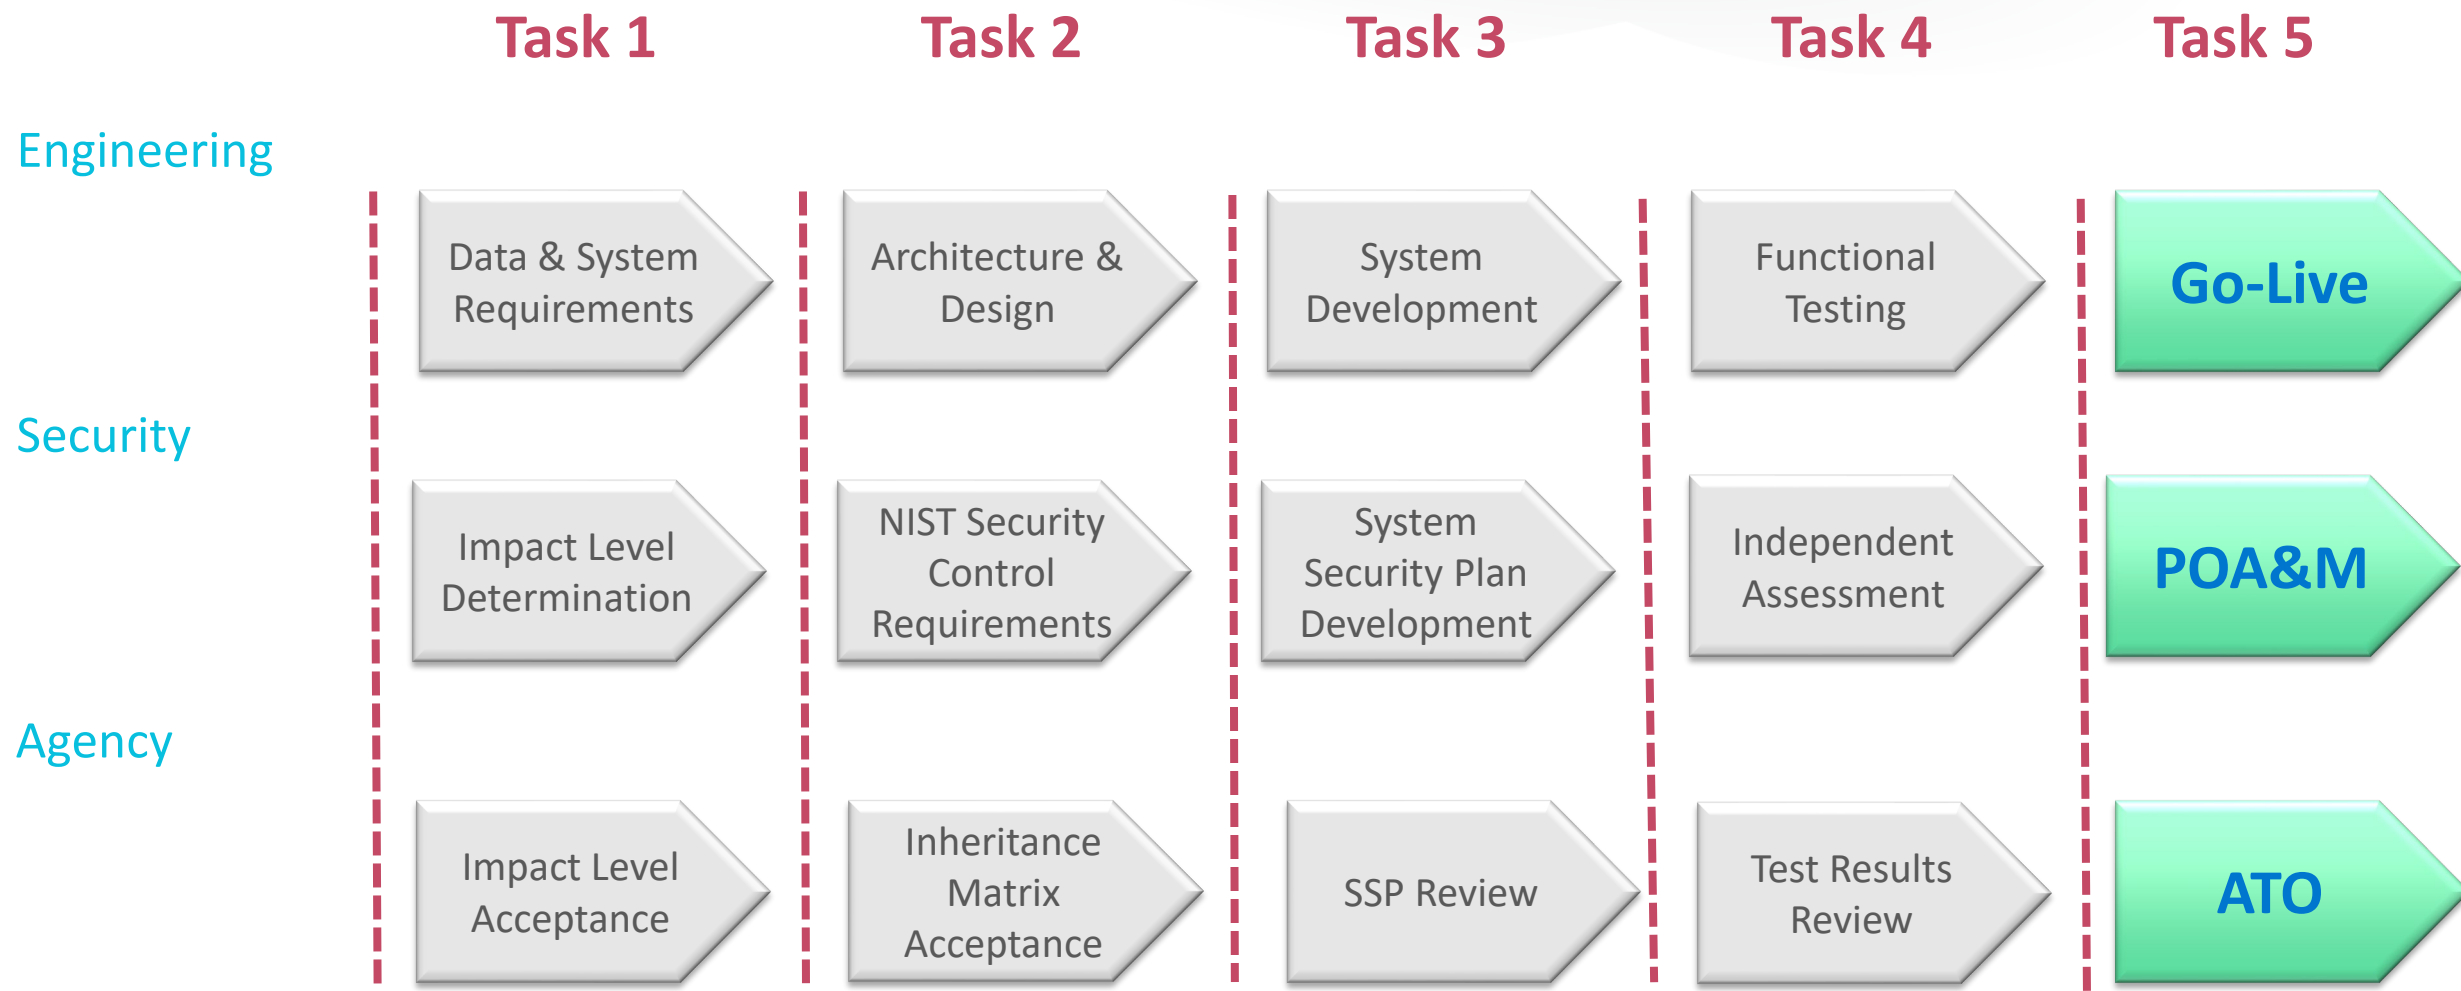 Task 1 Task 2 Task 3 Task 4 Task 5
Engineering
Data & System
Requirements
Architecture &
Design
System
Development
Functional
Testing
Go-Live
Security
Impact Level
Determination
NIST Security
Control
Requirements
System
Security Plan
Development
Independent
Assessment
POA&M
Agency
Impact Level
Acceptance
Inheritance
Matrix
Acceptance
SSP Review
Test Results
Review
ATO